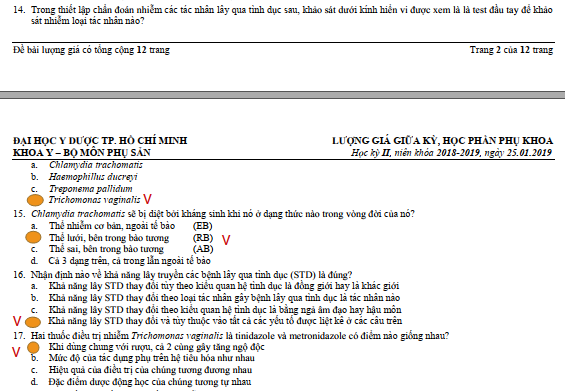 14. Trong thiết lập chẩn đoán nhiễm các tác nhân lây qua tình dục sau, khảo sát dưới kính hiển vi được xem là là test đầu tay để khảo
sát nhiễm loại tác nhân nào?
Đề bài lượng giá có tổng cộng 12 trang Trang 2 của 12 trang
ĐẠI HỌC Y DƯỢC TP. HỒ CHÍ MINH LƯỢNG GIÁ GIỮA KỲ, HỌC PHẦN PHỤ KHOA
KHOA Y – BỘ MÔN PHỤ SẢN Học kỳ II, niên khóa 2018-2019, ngày 25.01.2019
a. Chlamydia trachomatis
b. Haemophillus ducreyi
c. Treponema pallidum
Trichomonas vaginalis V
15. Chlamydia trachomatis sẽ bị diệt bởi kháng sinh khi nó ở dạng thức nào trong vòng đời của nó?
a. Thể nhiễm cơ bản, ngoài tế bào (EB)
Thể lưới, bên trong bào tương (RB) V
c. Thể sai, bên trong bào tương (AB)
d. Cả 3 dạng trên, cả trong lẫn ngoài tế bào
16. Nhận định nào về khả năng lây truyền các bệnh lây qua tình dục (STD) là đúng?
a. Khả năng lây STD thay đổi tùy theo kiểu quan hệ tình dục là đồng giới hay là khác giới
b. Khả năng lây STD thay đổi theo loại tác nhân gây bệnh lây qua tình dục là tác nhân nào
c. Khả năng lây STD thay đổi theo kiểu quan hệ tình dục là bằng ngả âm đạo hay hậu môn
V Khả năng lây STD thay đổi và tùy thuộc vào tất cả các yếu tố được liệt kê ở các câu trên
17. Hai thuốc điều trị nhiễm Trichomonas vaginalis là tinidazole và metronidazole có điểm nào giống nhau?
V Khi dùng chung với rượu, cả 2 cùng gây tăng ngộ độc
b. Mức độ của tác dụng phụ trên hệ tiêu hóa như nhau
c. Hiệu quả của điều trị của chúng tương đương nhau
d. Đặc điểm dược động học của chúng tự nhau